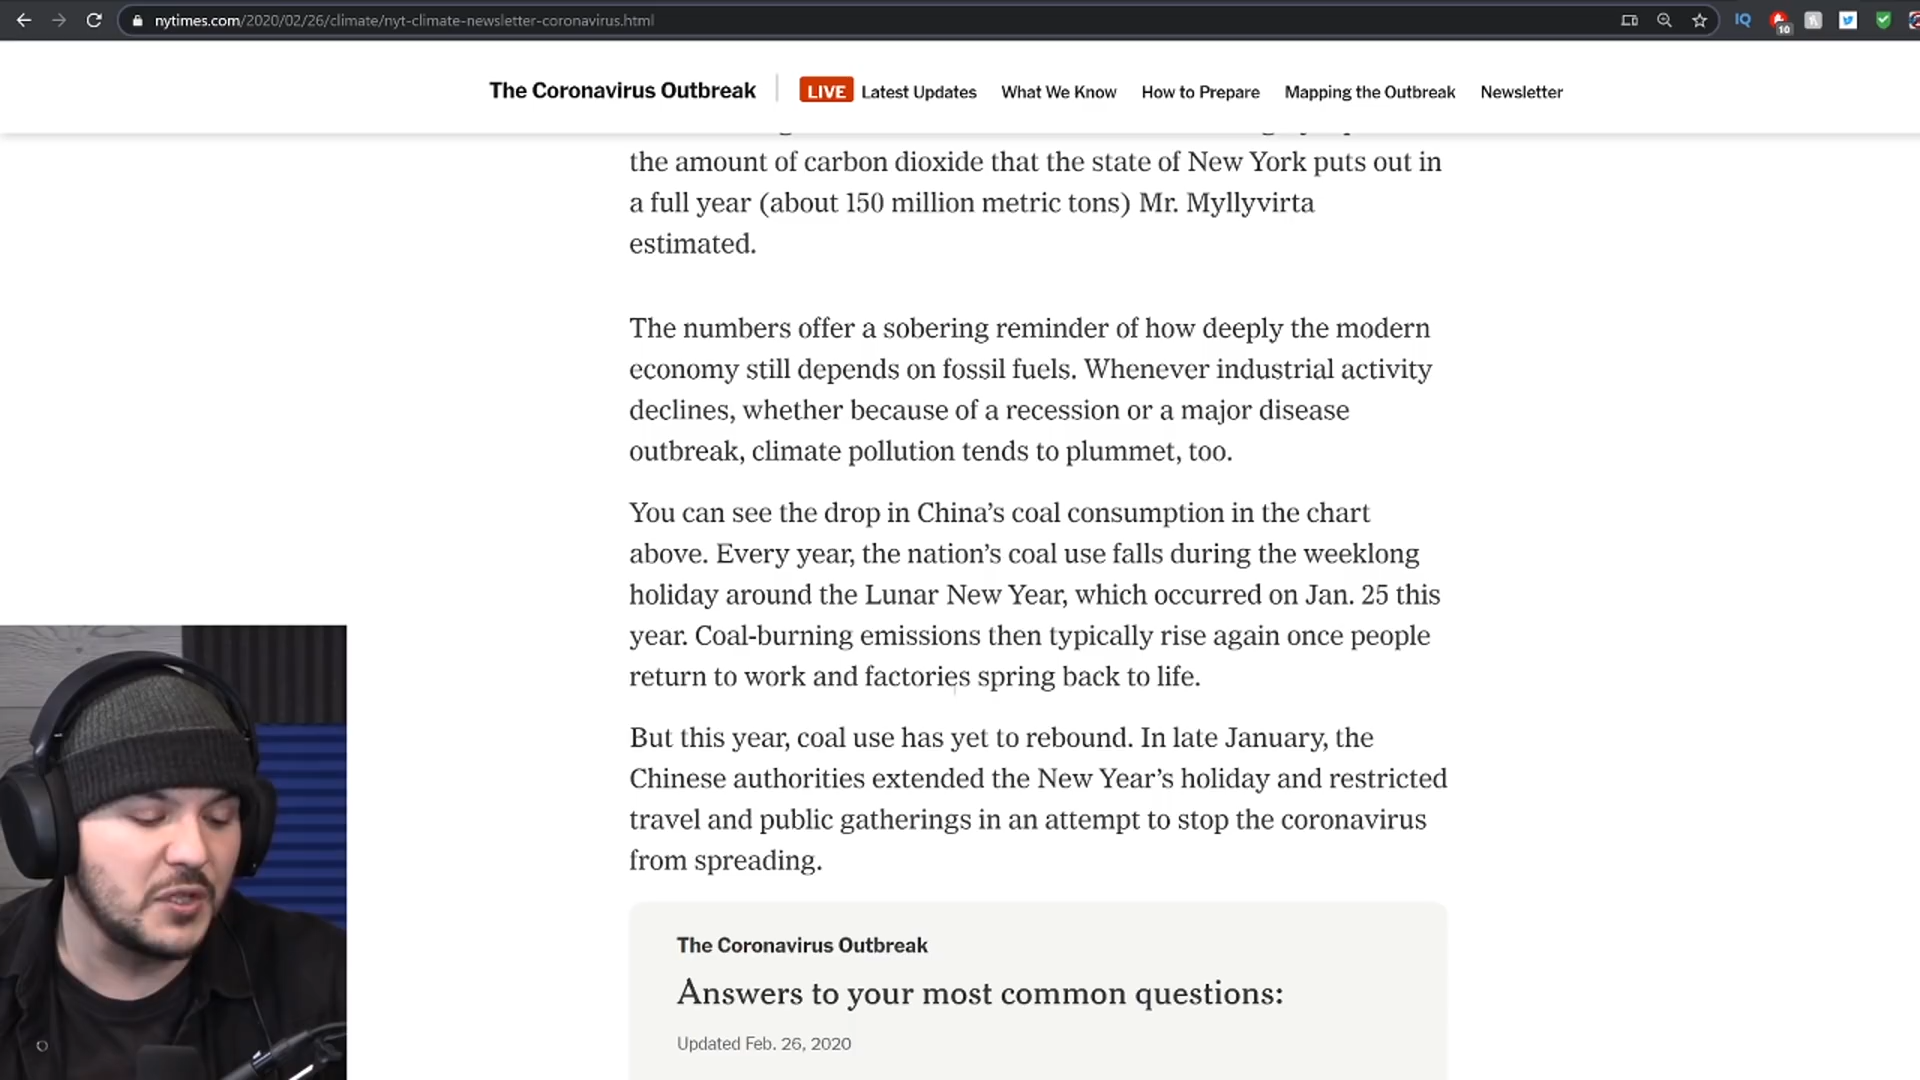 nytimes.com/2020/02/26/climate/nyt-climate-newsletter-coronavirus.html
IQ
10
The Coronavirus Outbreak
LIVE Latest Updates What We Know How to Prepare Mapping the Outbreak Newsletter
the amount of carbon dioxide that the state of New York puts out in
a full year (about 150 million metric tons) Mr. Myllyvirta
estimated.
The numbers offer a sobering reminder of how deeply the modern
economy still depends on fossil fuels. Whenever industrial activity
declines, whether because of a recession or a major disease
outbreak, climate pollution tends to plummet, too.
You can see the drop in China’s coal consumption in the chart
above. Every year, the nation’s coal use falls during the weeklong
holiday around the Lunar New Year, which occurred on Jan. 25 this
year. Coal-burning emissions then typically rise again once people
return to work and factories spring back to life.
But this year, coal use has yet to rebound. In late January, the
Chinese authorities extended the New Year’s holiday and restricted
travel and public gatherings in an attempt to stop the coronavirus
from spreading.
The Coronavirus Outbreak
Answers to your most common questions:
Updated Feb. 26, 2020